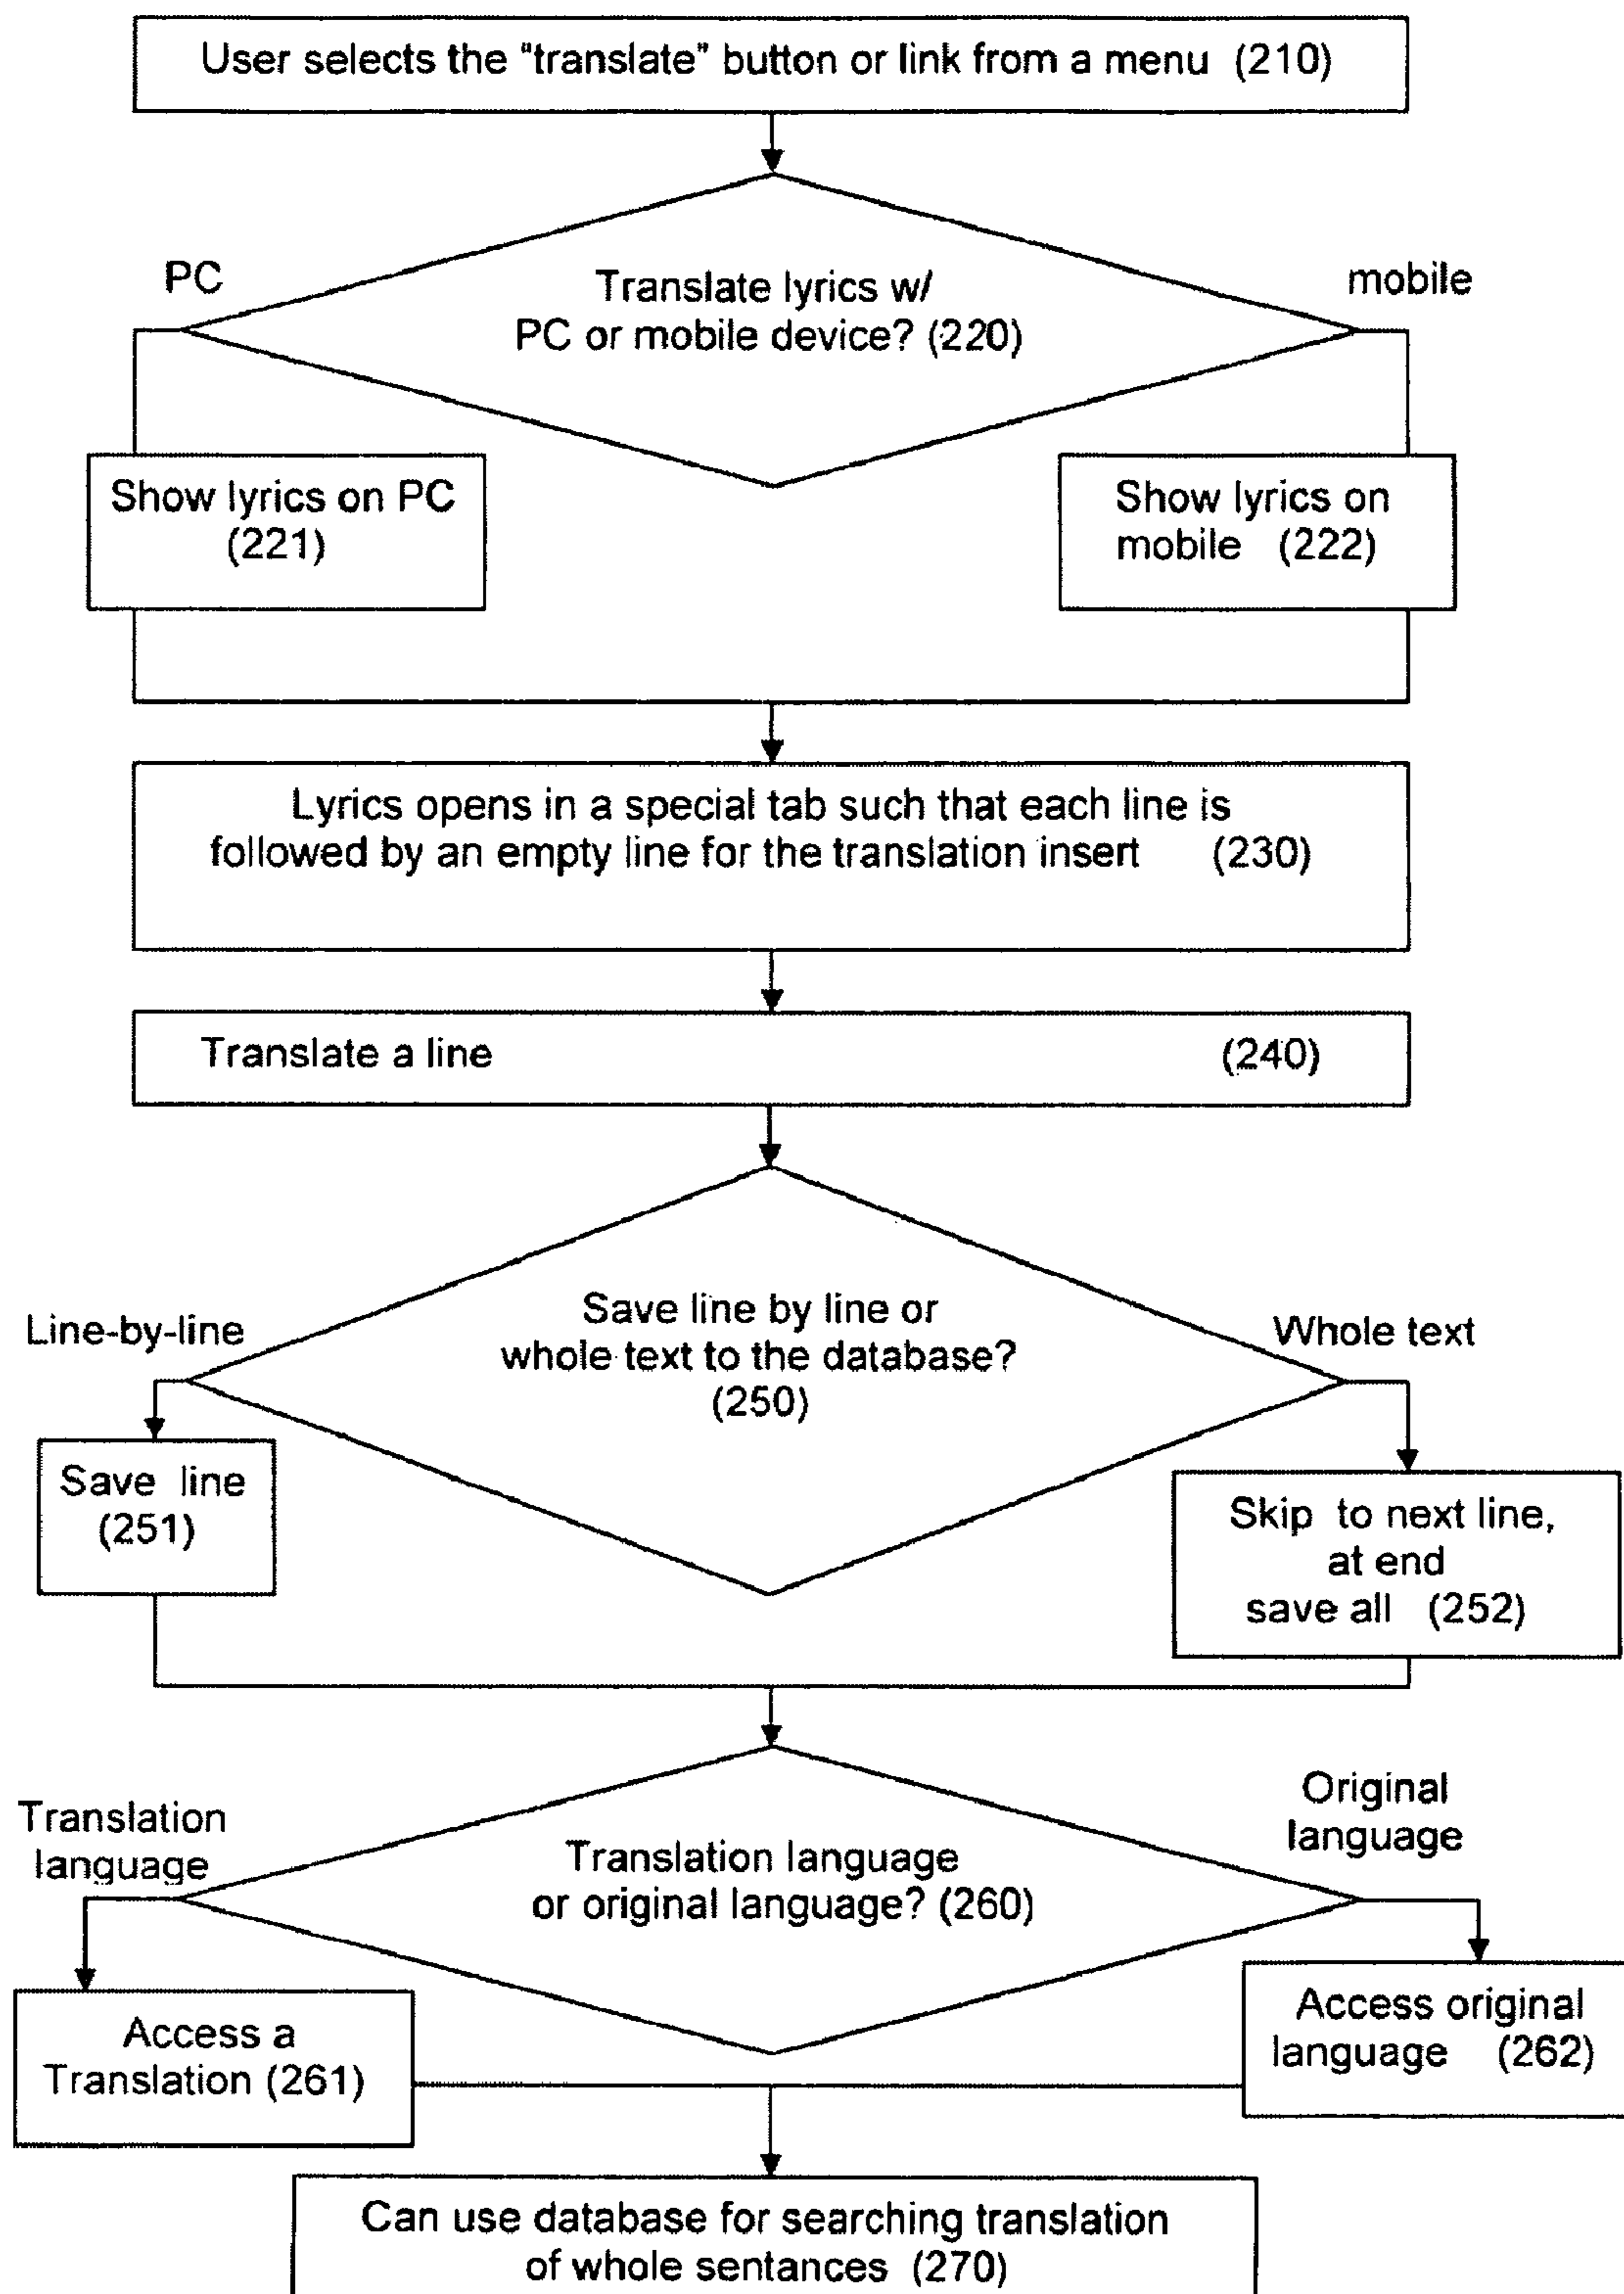 User selects the "translate" button or link from a menu (210)
PC
Translate lyrics w/
PC or mobile device? (220)
mobile
Show lyrics on PC
(221)
Show lyrics on
mobile (222)
Lyrics opens in a special tab such that each line is
followed by an empty line for the translation insert (230)
Translate a line (240)
Line-by-line
Save line by line or
whole text to the database?
(250)
Whole text
Save line
(251)
Skip to next line,
at end
save all (252)
Translation
language
Translation language
or original language? (260)
Original
language
Access a
Translation (261)
Access original
language (262)
Can use database for searching translation
of whole sentances (270)